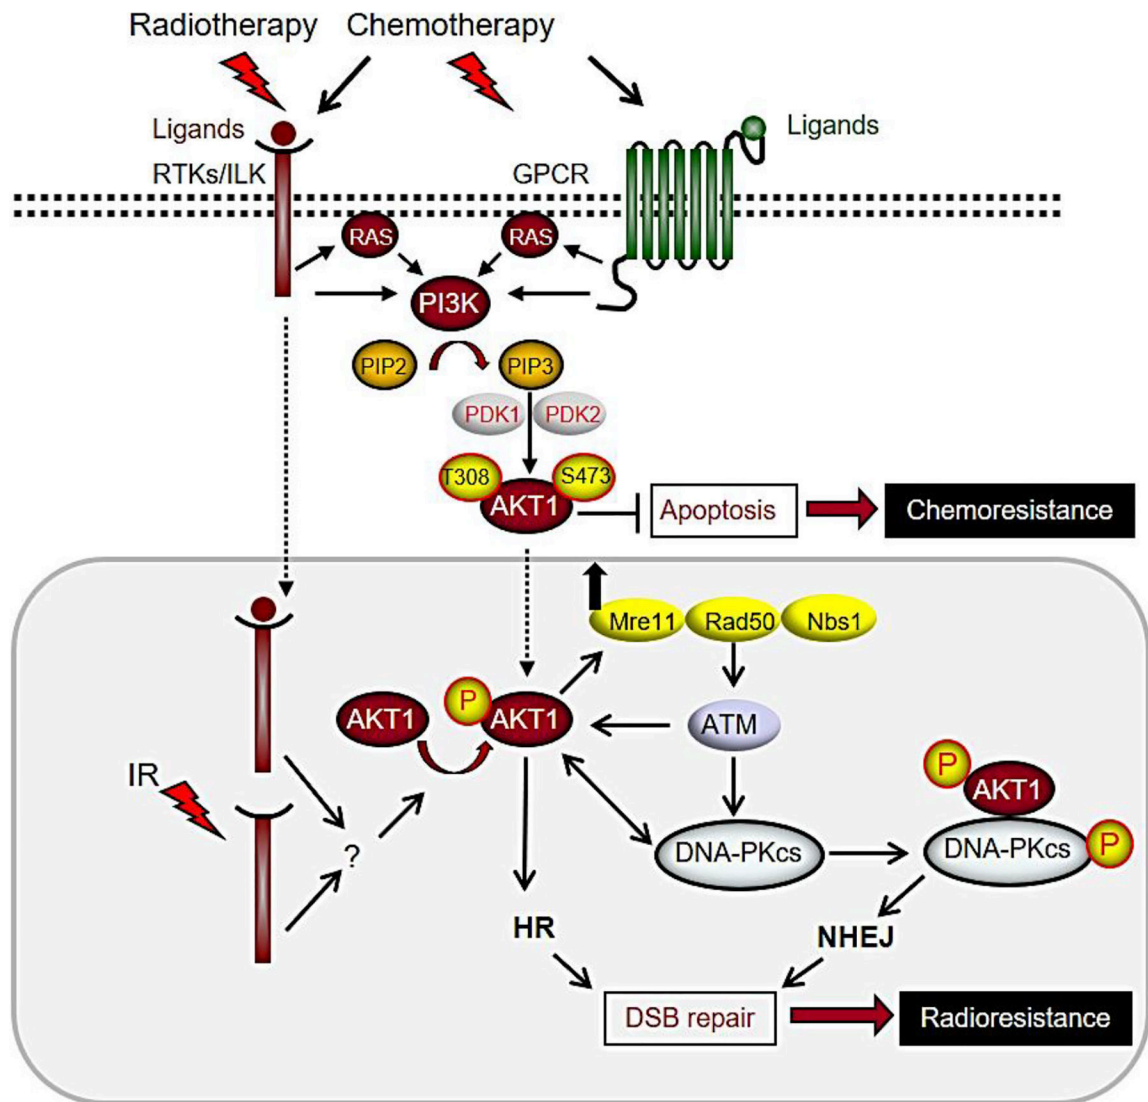 Radiotherapy Chemotherapy
Ligands
Ligands
RTKs/ILK
GPCR
RAS
RAS
PI3K
PIP2
PIP3
PDK1
PDK2
T308
S473
AKT1
Apoptosis
Chemoresistance
Mre11
Rad50
Nbs1
AKT1
P
AKT1
ATM
IR
P
AKT1
?
DNA-PKcs
DNA-PKcs
P
HR
NHEJ
DSB repair
Radioresistance